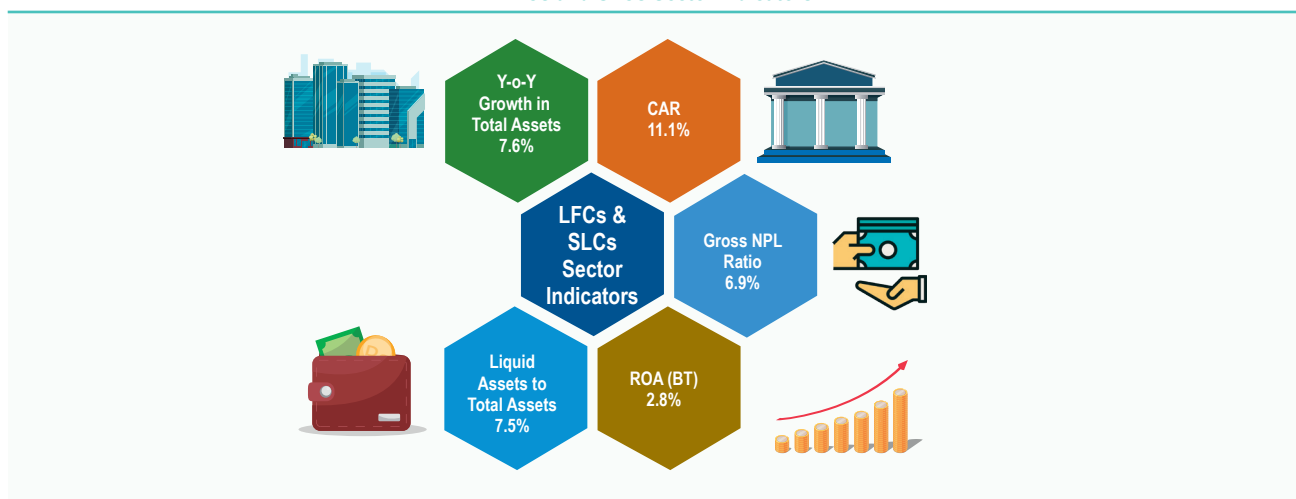 Y-o-Y
Growth in
Total Assets
7.6%
CAR
11.1%
LFCs &
SLCs
Sector
Indicators
Gross NPL
Ratio
6.9%
Liquid
Assets to
Total Assets
7.5%
ROA (BT)
2.8%